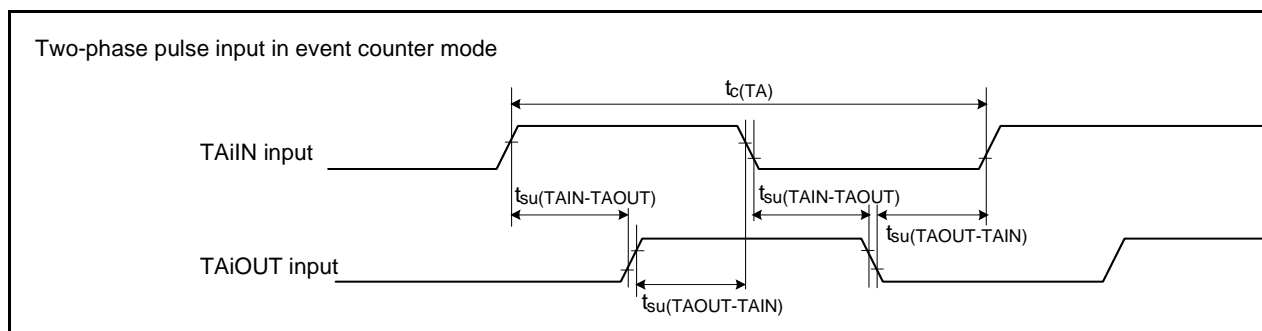 Two-phase pulse input in event counter mode
tc(TA)
TAiIN input
tsu(TAIN-TAOUT)
tsu(TAIN-TAOUT)
tsu(TAOUT-TAIN)
TAiOUT input
tsu(TAOUT-TAIN)